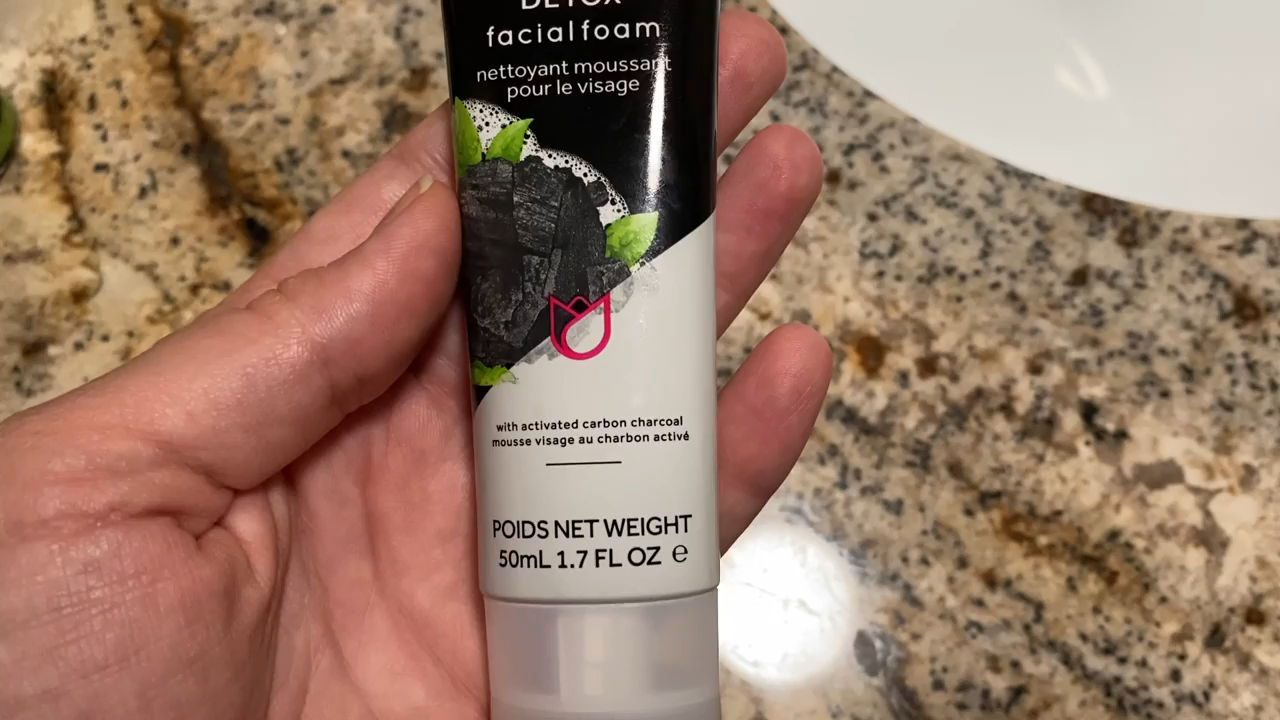 DETOX
facialfoam
nettoyant moussant
pour le visage
with activated carbon charcoal
mousse visage au charbon activé
POIDS NET WEIGHT
50mL 1.7 FL OZ ℮